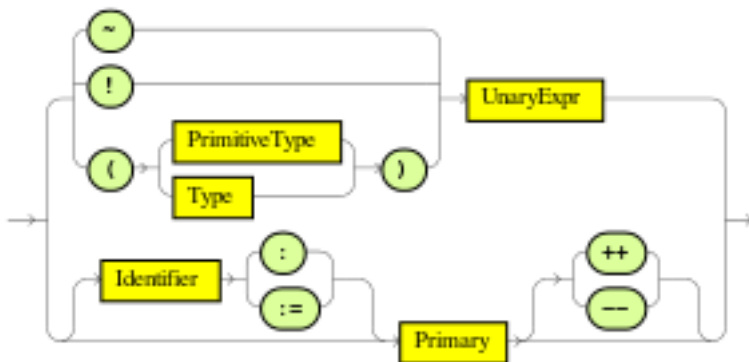 ~
! UnaryExpr
PrimitiveType
( )
Type
: ++
Identifier
:= --
Primary